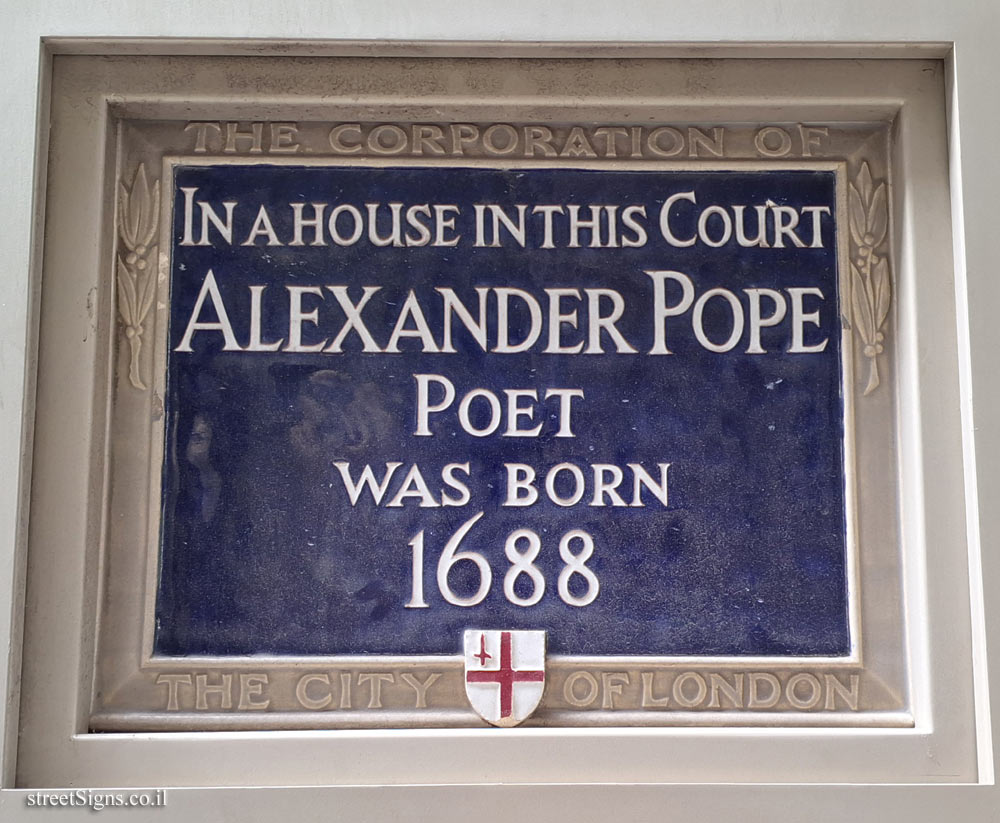 THE CORPORATION OF
IN A HOUSE IN THIS COURT
ALEXANDER POPE
POET
WAS BORN
1688
THE CITY OF LONDON
streetSigns.co.il